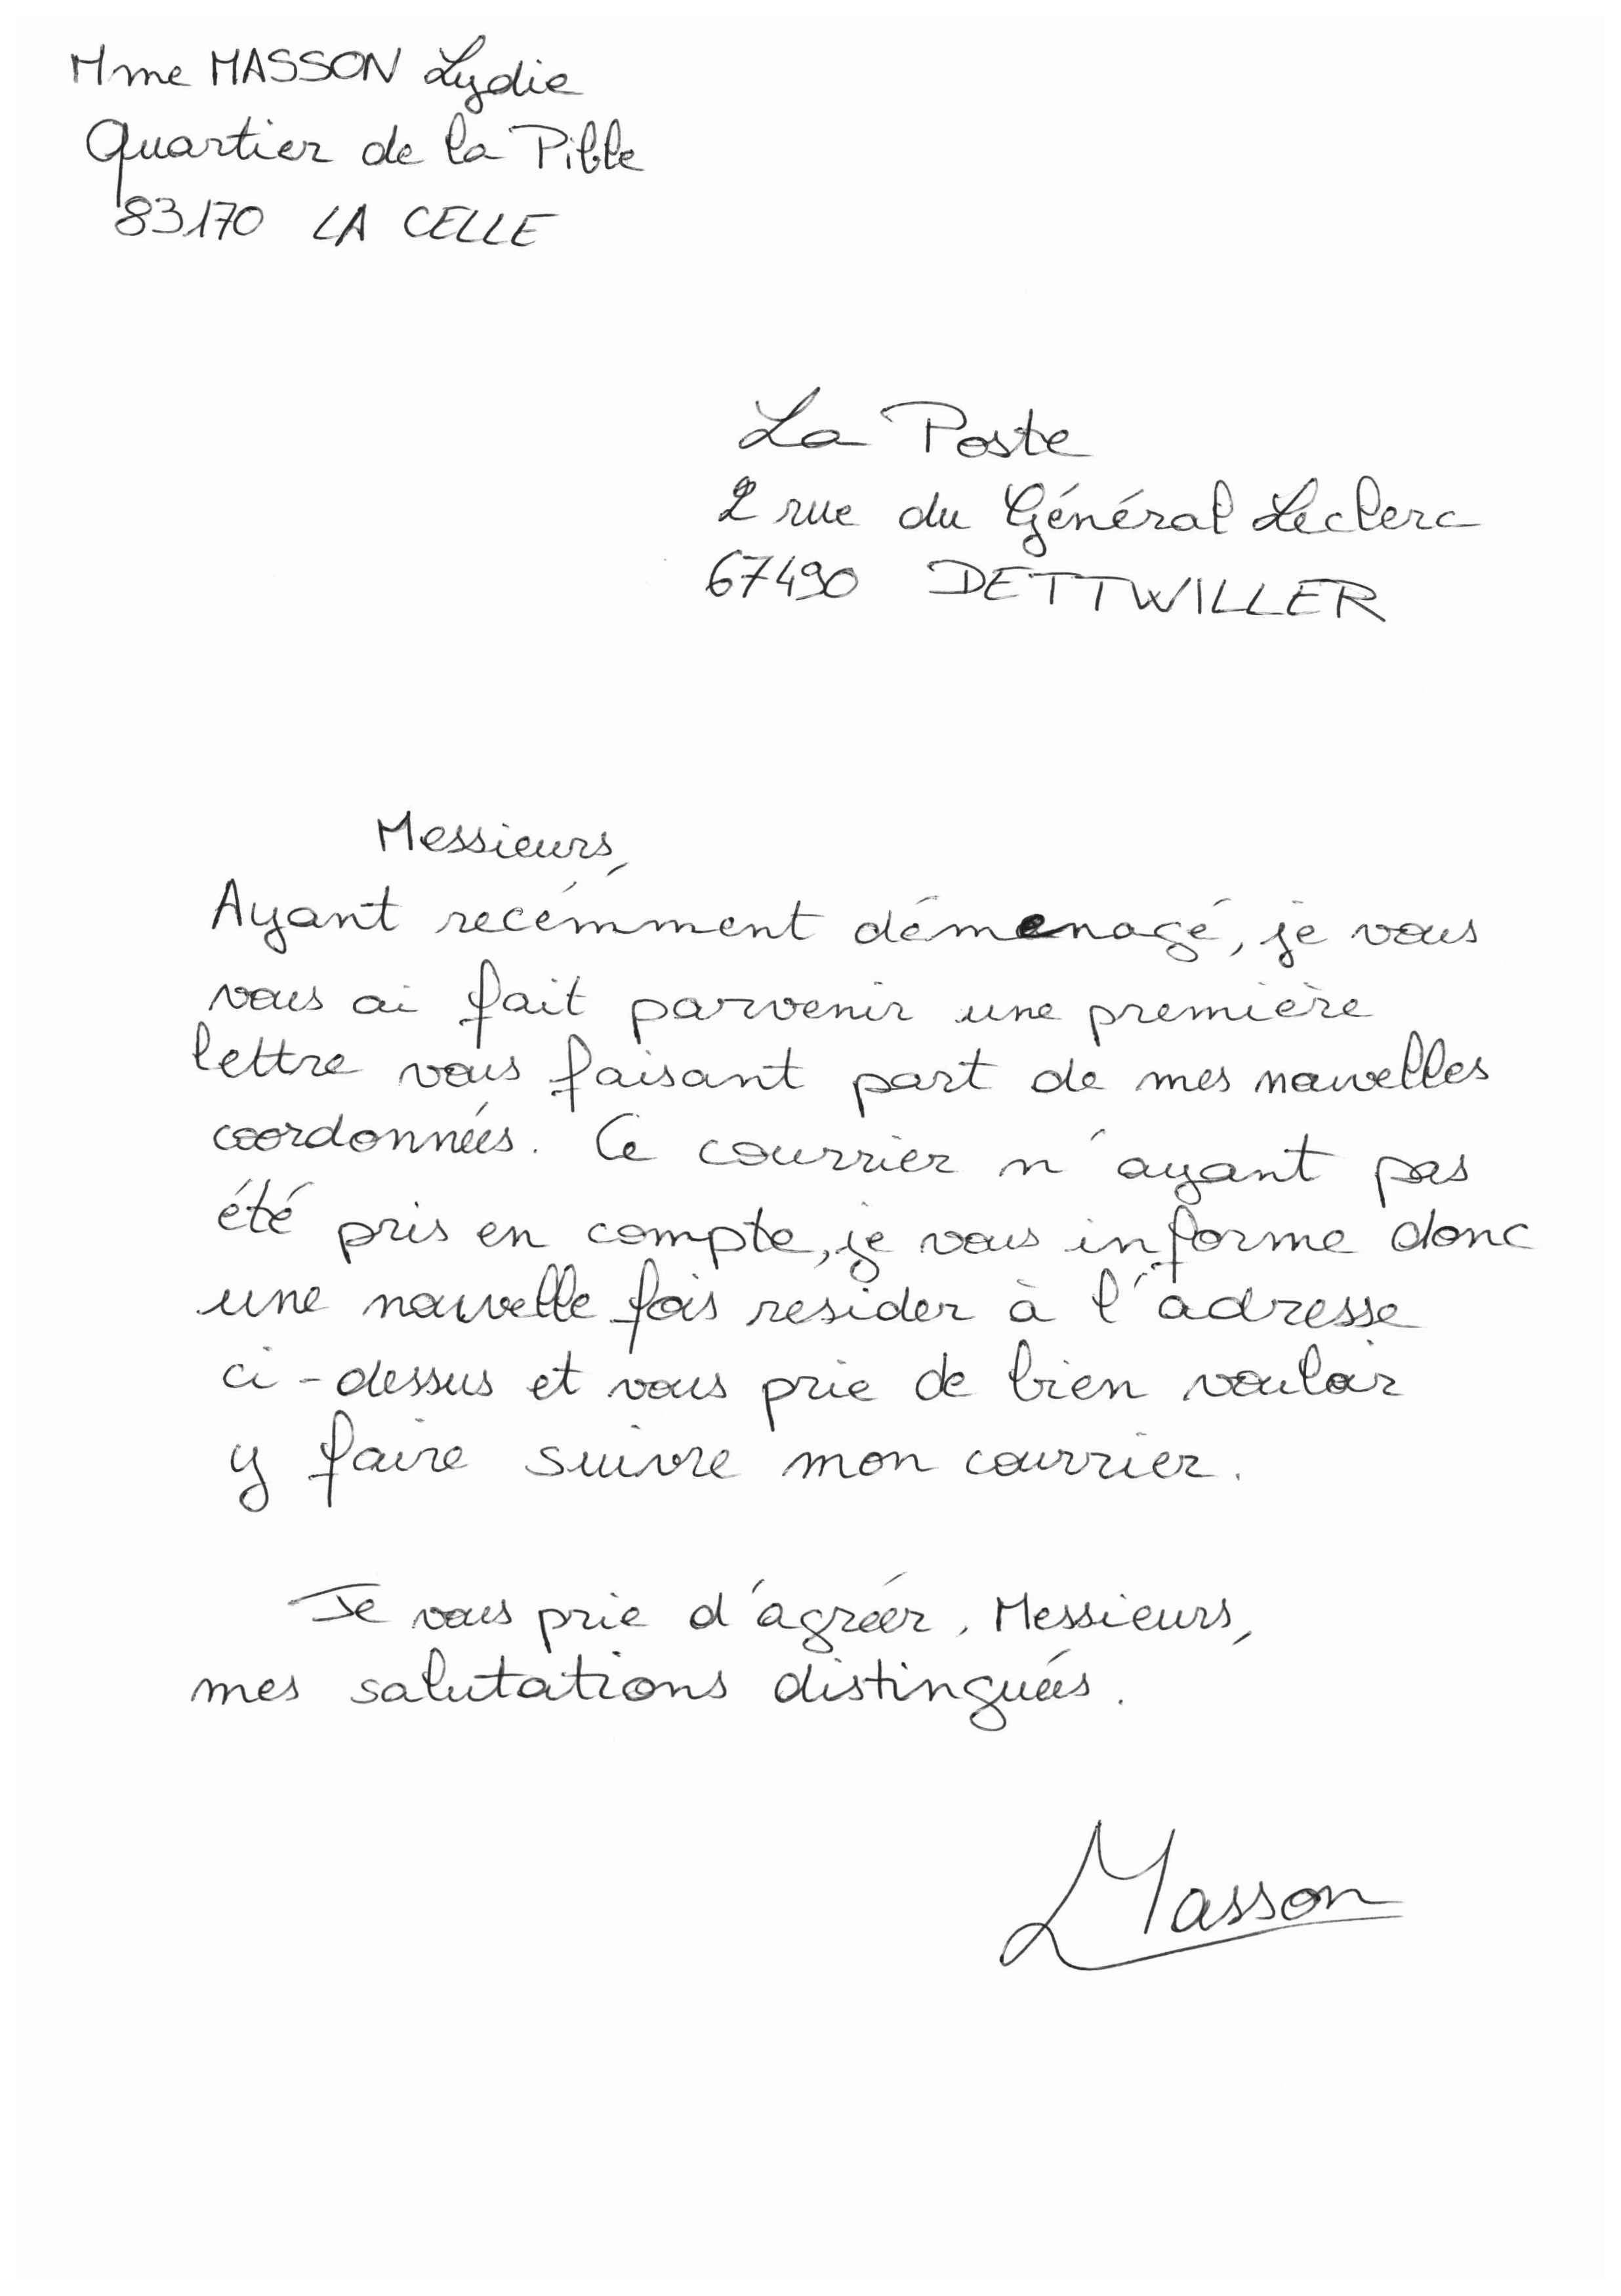 Mme MASSON Lydie
Quartier de la Pible
83170 LA CELLE
La Poste
2 rue du Général Leclerc
67490 DETTWILLER
Messieurs,
Ayant recémment déménagé, je vous
vous ai fait parvenir une première
lettre vous faisant part de mes nouvelles
coordonnées. Ce courrier n'ayant pas
été pris en compte, je vous informe donc
une nouvelle fois resider à l'adresse
ci-dessus et vous prie de bien vouloir
y faire suivre mon courrier.
Je vous prie d'agréer, Messieurs,
mes salutations distinguées.
Masson